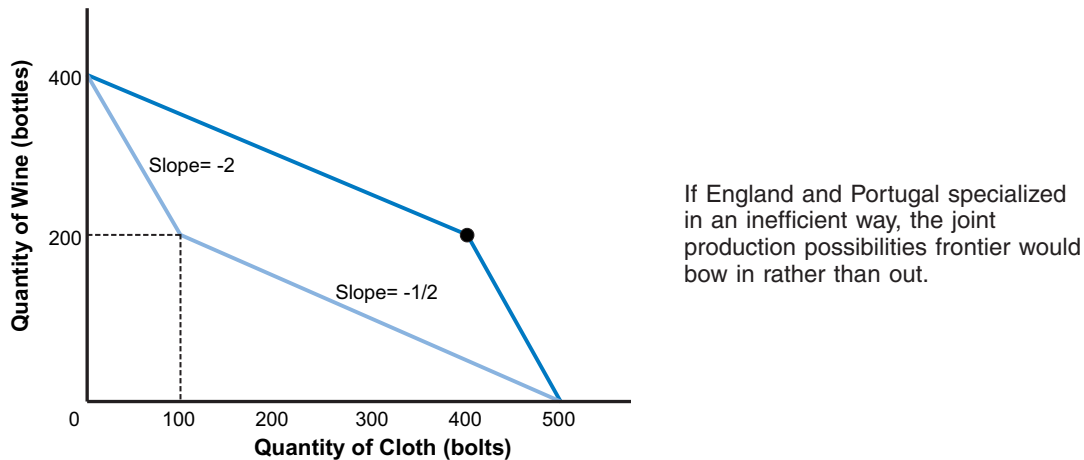 Quantity of Wine (bottles)
400
200
Slope= -2
Slope= -1/2
0
100
200
300
400
500
Quantity of Cloth (bolts)
If England and Portugal specialized
in an inefficient way, the joint
production possibilities frontier would
bow in rather than out.